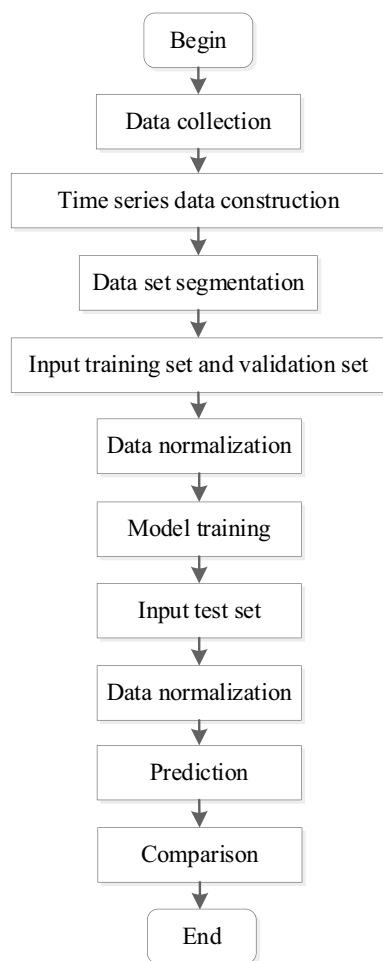 Begin
Data collection
Time series data construction
Data set segmentation
Input training set and validation set
Data normalization
Model training
Input test set
Data normalization
Prediction
Comparison
End